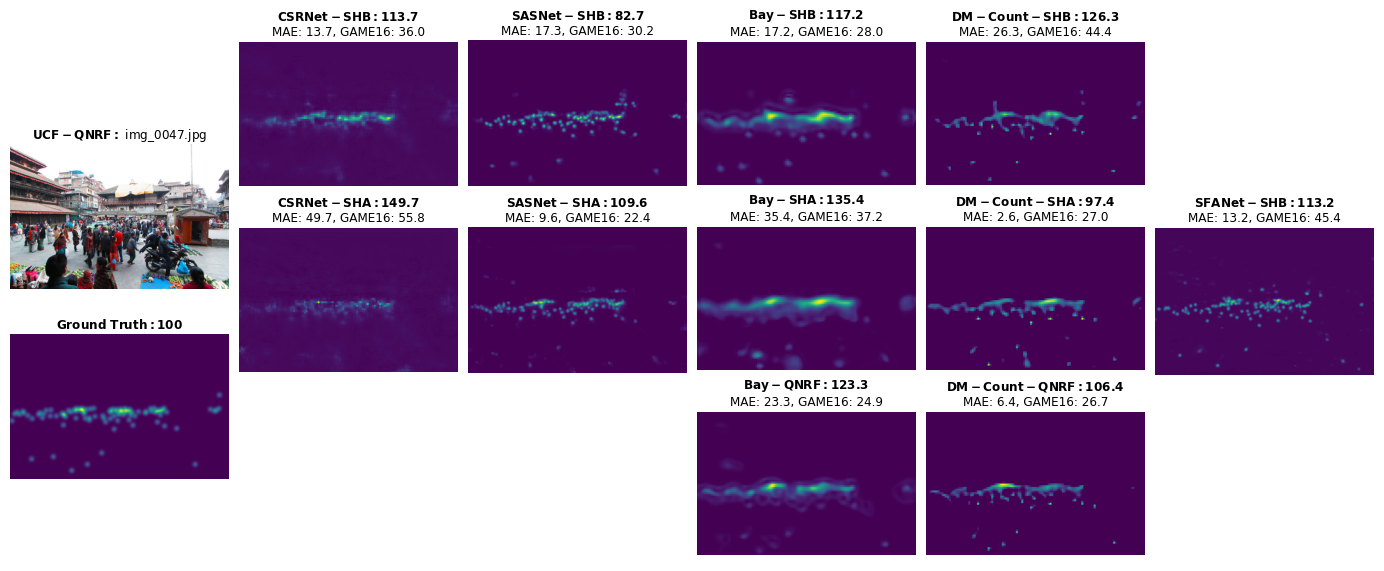 CSRNet-SHB: 113.7
MAE: 13.7, GAME16: 36.0
SASNet-SHB: 82.7
MAE: 17.3, GAME16: 30.2
Bay-SHB: 117.2
MAE: 17.2, GAME16: 28.0
DM-Count-SHB: 126.3
MAE: 26.3, GAME16: 44.4
UCF-QNRF: img_0047.jpg
CSRNet-SHA: 149.7
MAE: 49.7, GAME16: 55.8
SASNet-SHA: 109.6
MAE: 9.6, GAME16: 22.4
Bay-SHA: 135.4
MAE: 35.4, GAME16: 37.2
DM-Count-SHA: 97.4
MAE: 2.6, GAME16: 27.0
SFANet-SHB: 113.2
MAE: 13.2, GAME16: 45.4
Ground Truth: 100
Bay-QNRF: 123.3
MAE: 23.3, GAME16: 24.9
DM-Count-QNRF: 106.4
MAE: 6.4, GAME16: 26.7